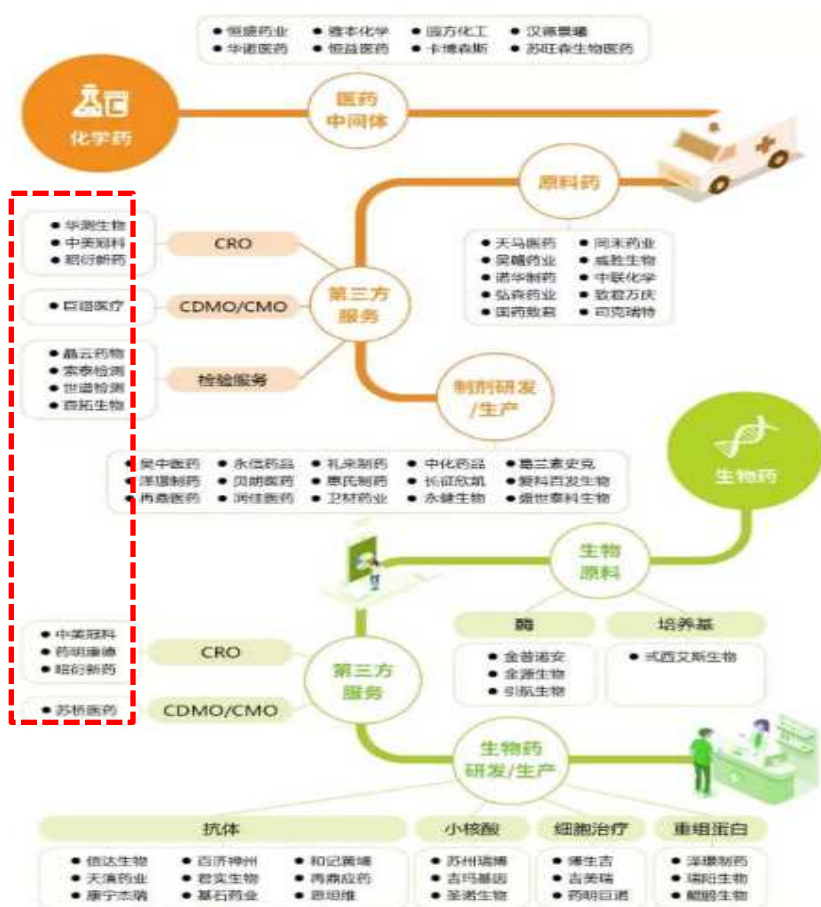 ● 恒盛药业 ● 雅本化学 ● 园方化工 ● 汉德景曦
● 华诺医药 ● 恒益医药 ● 卡博森斯 ● 苏旺森生物医药
医药
中间体
化学药
原料药
● 天马医药 ● 同禾药业
● 吴赣药业 ● 威胜生物
● 诺华制药 ● 中联化学
● 弘森药业 ● 致君万庆
● 国药致君 ● 司克瑞特
● 华测生物
● 中美冠科
● 昭衍新药
CRO
● 医疗
CDMO/CMO
第三方
服务
● 晶云药物
● 索泰检测
● 世谱检测
● 百拓生物
检验服务
制剂研发
/生产
● 吴中医药 ● 永信药品 ● 礼来制药 ● 中化药品 ● 葛兰素史克
● 泽璟制药 ● 贝朗医药 ● 惠氏制药 ● 长征欣凯 ● 爱科百发生物
● 再鼎医药 ● 润佳医药 ● 卫材药业 ● 永健生物 ● 盛世泰科生物
生物药
生物
原料
酶
● 金普诺安
● 金源生物
● 引航生物
培养基
● 弍西艾斯生物
● 中美冠科
● 药明康德
● 昭衍新药
CRO
● 苏桥医药
CDMO/CMO
第三方
服务
生物药
研发/生产
抗体
● 信达生物 ● 百济神州 ● 和记黄埔
● 天演药业 ● 君实生物 ● 再鼎应药
● 康宁杰瑞 ● 基石药业 ● 思坦维
小核酸
● 苏州瑞博
● 吉玛基因
● 圣诺生物
细胞治疗
● 博生吉
● 吉美瑞
● 药明巨诺
重组蛋白
● 泽璟制药
● 瑞阳生物
● 鲲鹏生物